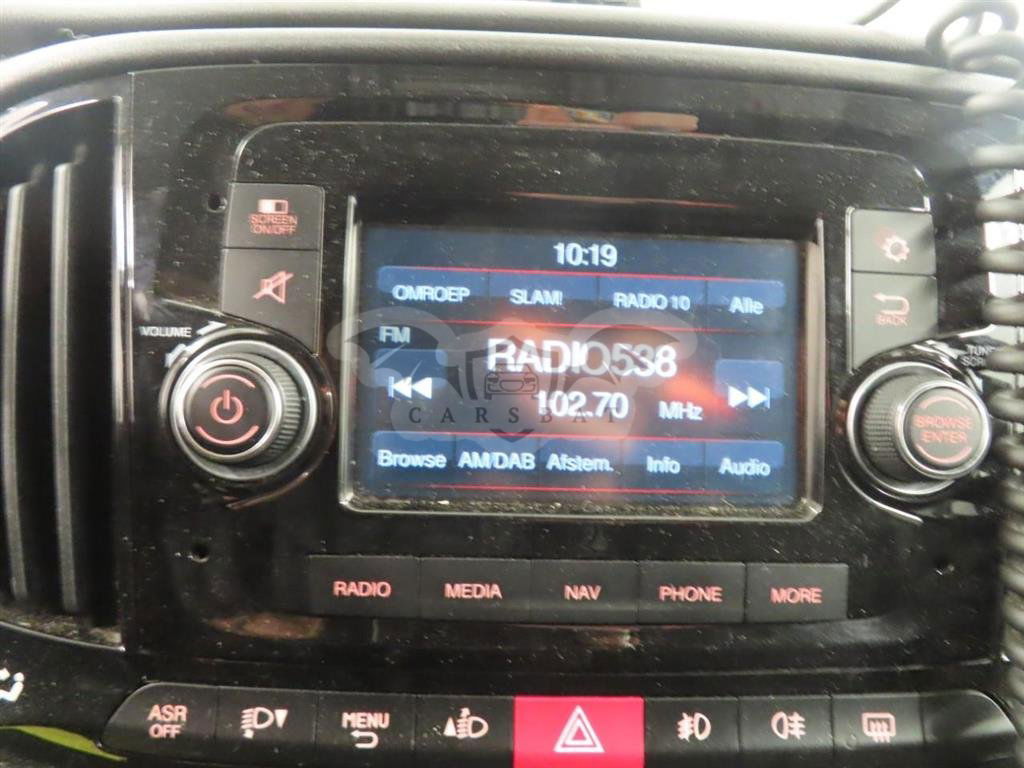 SCREEN
ON/OFF
VOLUME
10:19
OMROEP SLAM! RADIO 10 Alle
FM
RADIO538
102.70 MHz
Browse AM/DAB Afstem. Info Audio
CARSBAT
BACK
BROWSE
ENTER
RADIO MEDIA NAV PHONE MORE
ASR
OFF
MENU